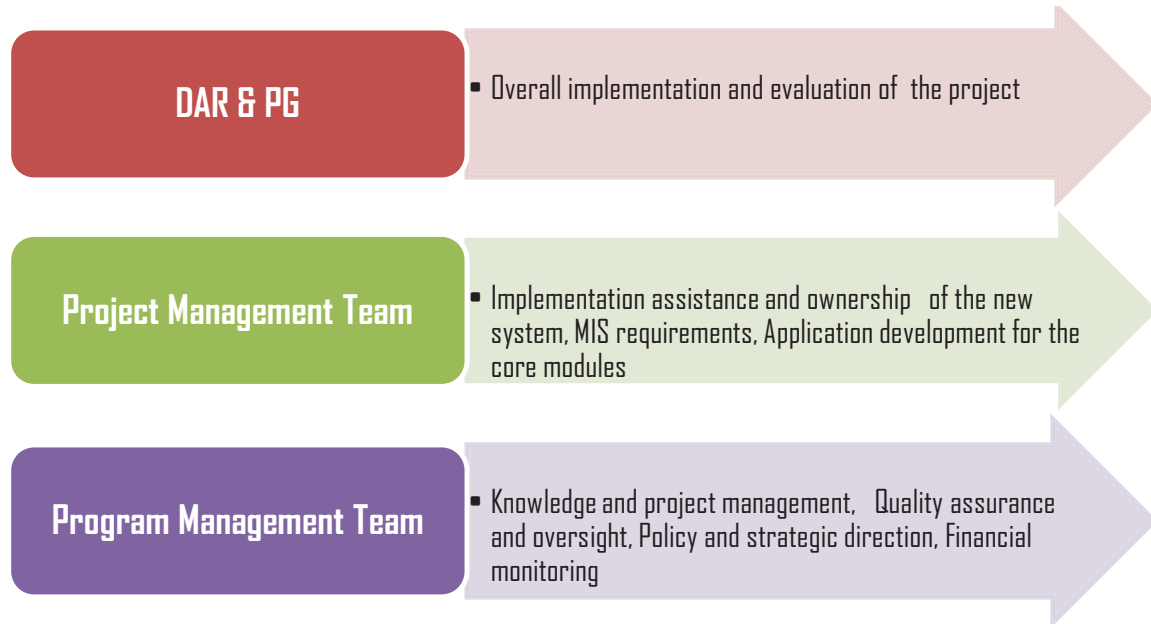 DAR & PG
▪ Overall implementation and evaluation of the project
Project Management Team
▪ Implementation assistance and ownership of the new
system, MIS requirements, Application development for the
core modules
Program Management Team
▪ Knowledge and project management, Quality assurance
and oversight, Policy and strategic direction, Financial
monitoring